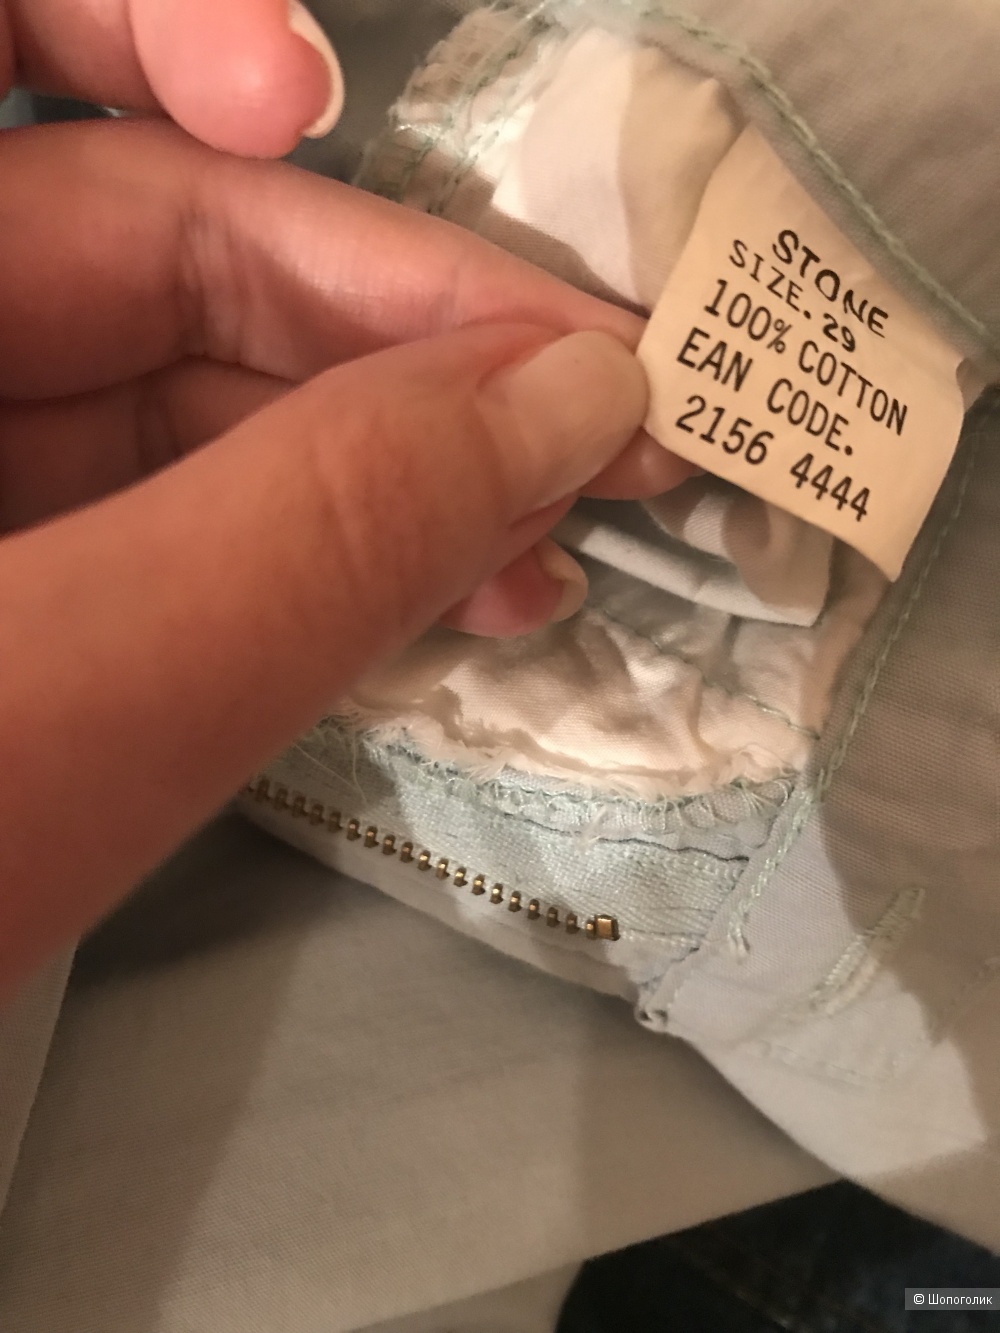 STONE
SIZE. 29
100% COTTON
EAN CODE.
2156 4444
© Шопоголик